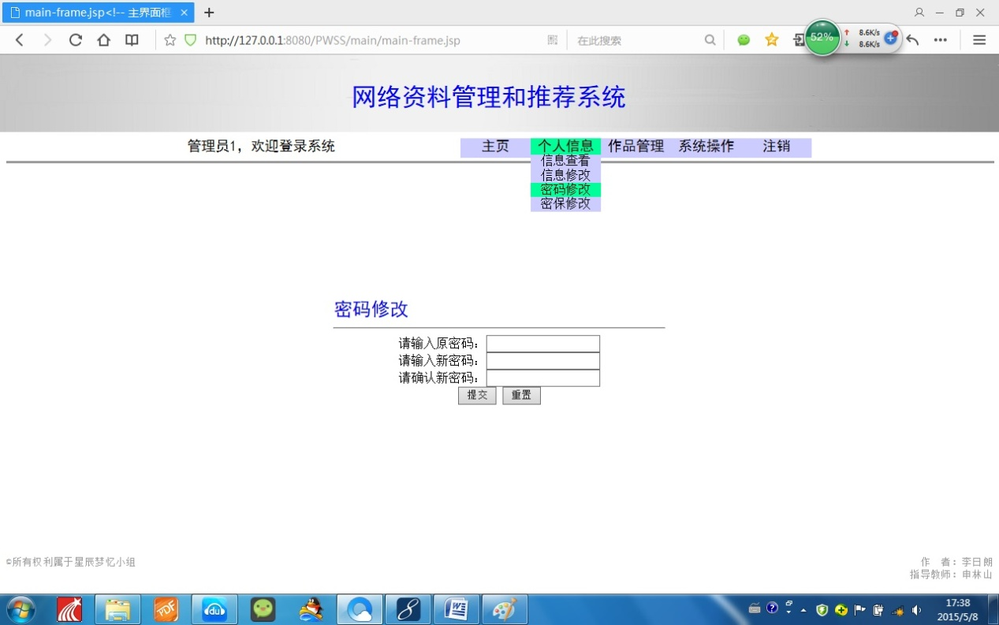 main-frame.jsp<!-- 主界面框
http://127.0.0.1:8080/PWSS/main/main-frame.jsp
在此搜索
52%
8.6K/s
8.6K/s
网络资料管理和推荐系统
管理员1，欢迎登录系统
主页 个人信息 作品管理 系统操作 注销
信息查看
信息修改
密码修改
密保修改
密码修改
请输入原密码：
请输入新密码：
请确认新密码：
提交 重置
©所有权利属于星辰梦忆小组
作 者：李日朗
指导教师：申林山
PDF
du
17:38
2015/5/8